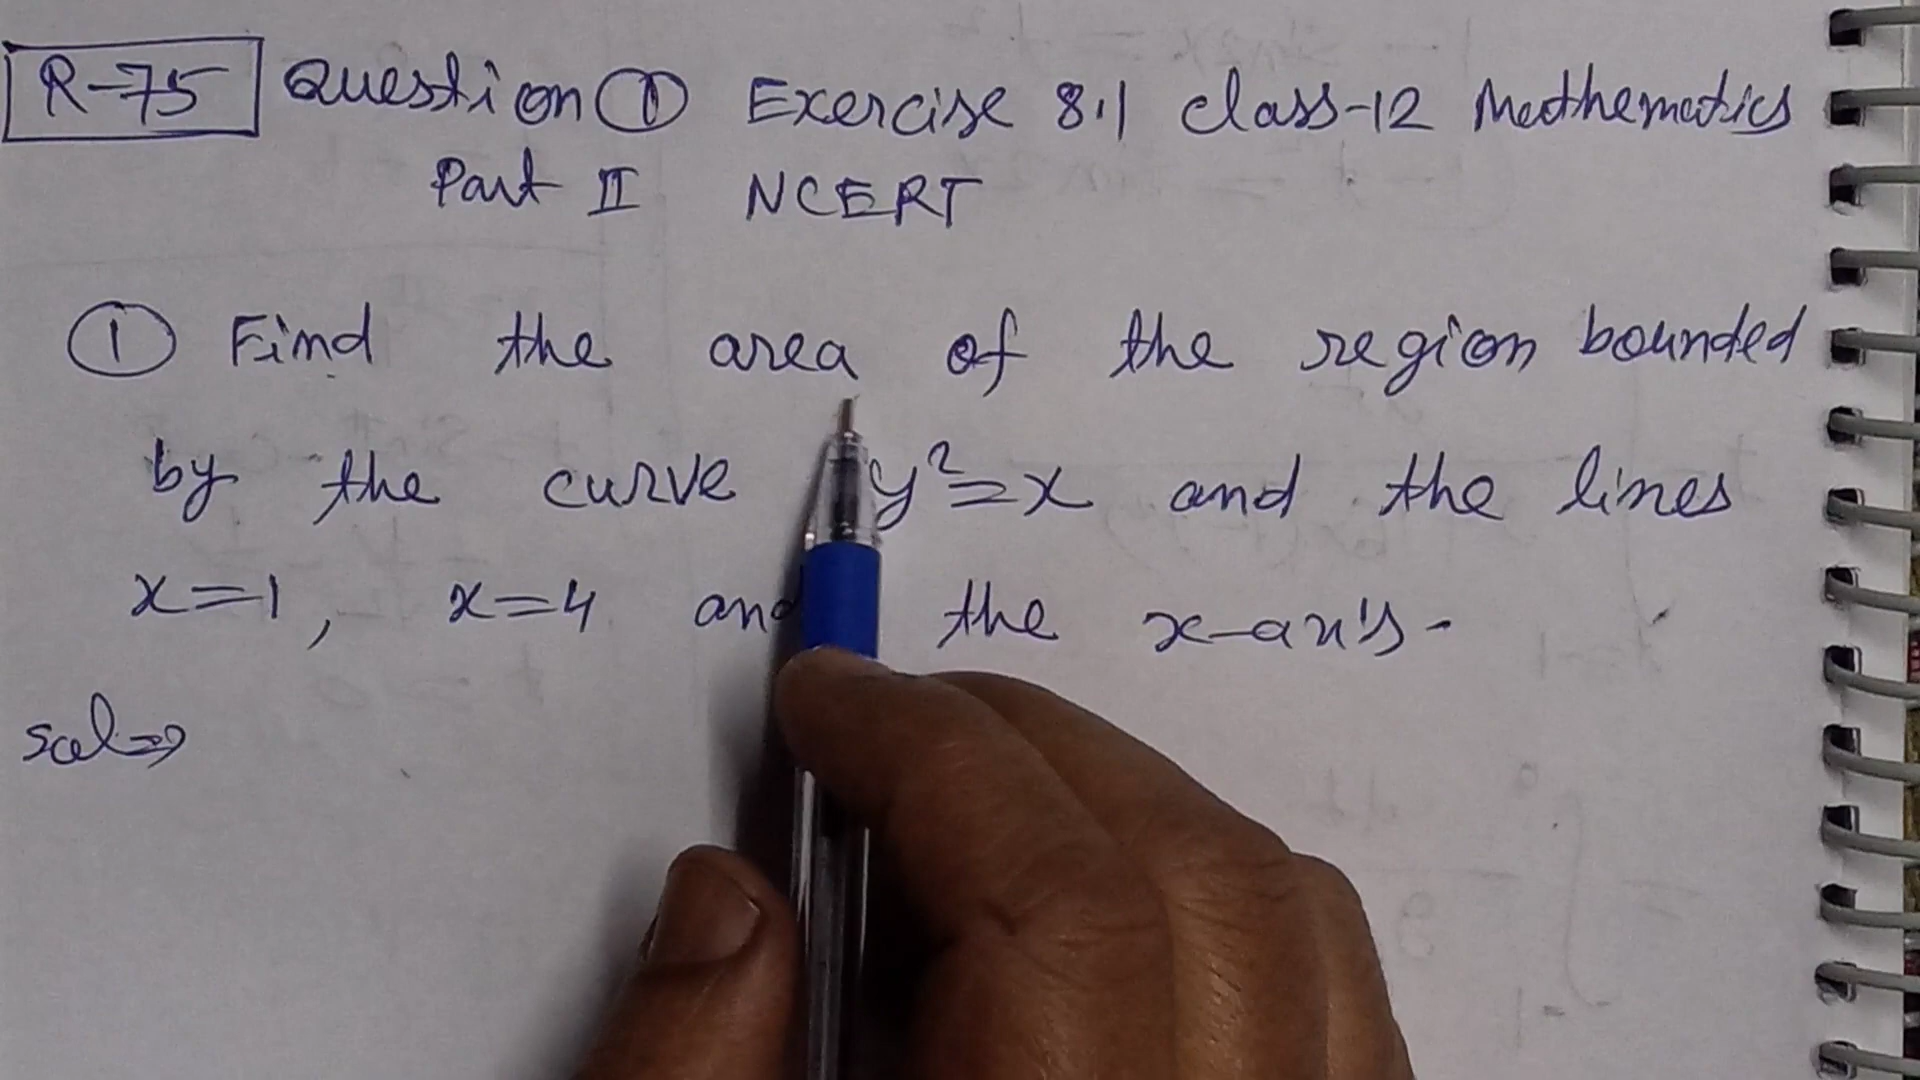 R-75 Question ① Exercise 8.1 class-12 Mathematics
Part II NCERT
① Find the area of the region bounded
by the curve y²=x and the lines
x=1, x=4 and the x-axis.
Sol⇒